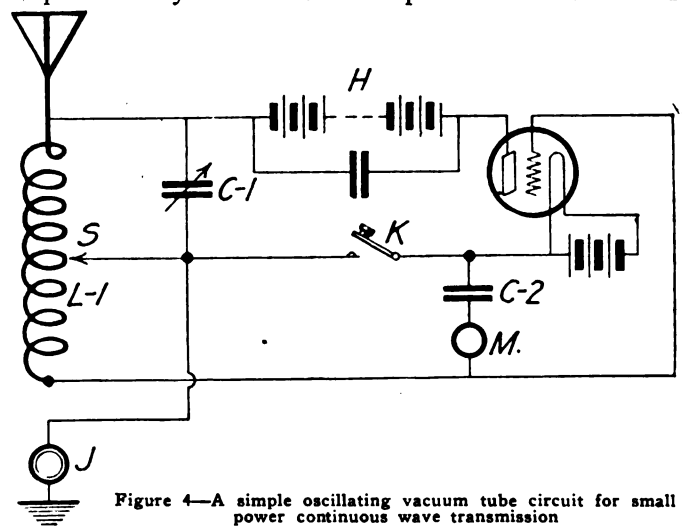 H
C-1
K
S
L-1
C-2
M.
J
Figure 4—A simple oscillating vacuum tube circuit for small
power continuous wave transmission